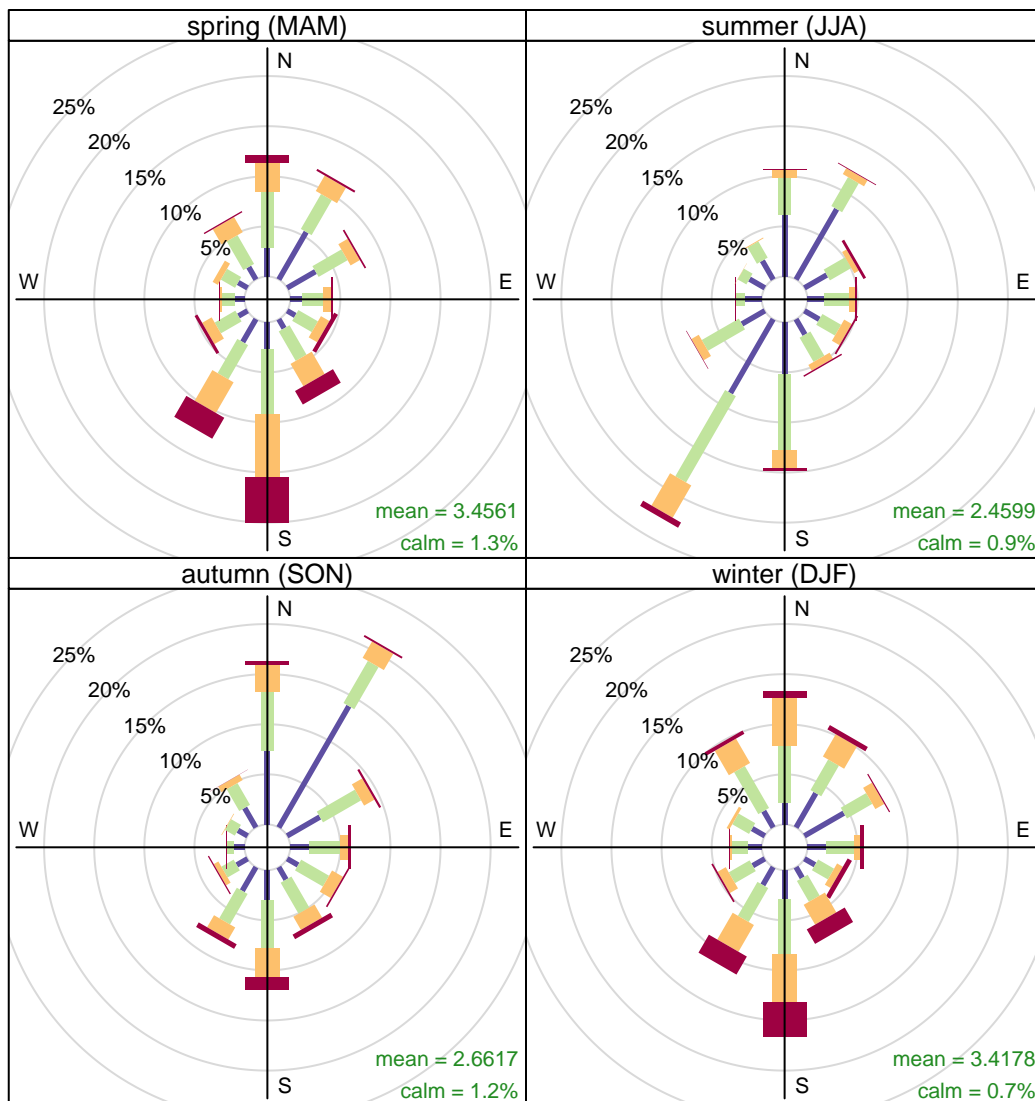 spring (MAM)
N
25%
20%
15%
10%
5%
W
E
mean = 3.4561
S
calm = 1.3%
summer (JJA)
N
25%
20%
15%
10%
5%
W
E
mean = 2.4599
S
calm = 0.9%
autumn (SON)
N
25%
20%
15%
10%
5%
W
E
mean = 2.6617
S
calm = 1.2%
winter (DJF)
N
25%
20%
15%
10%
5%
W
E
mean = 3.4178
S
calm = 0.7%